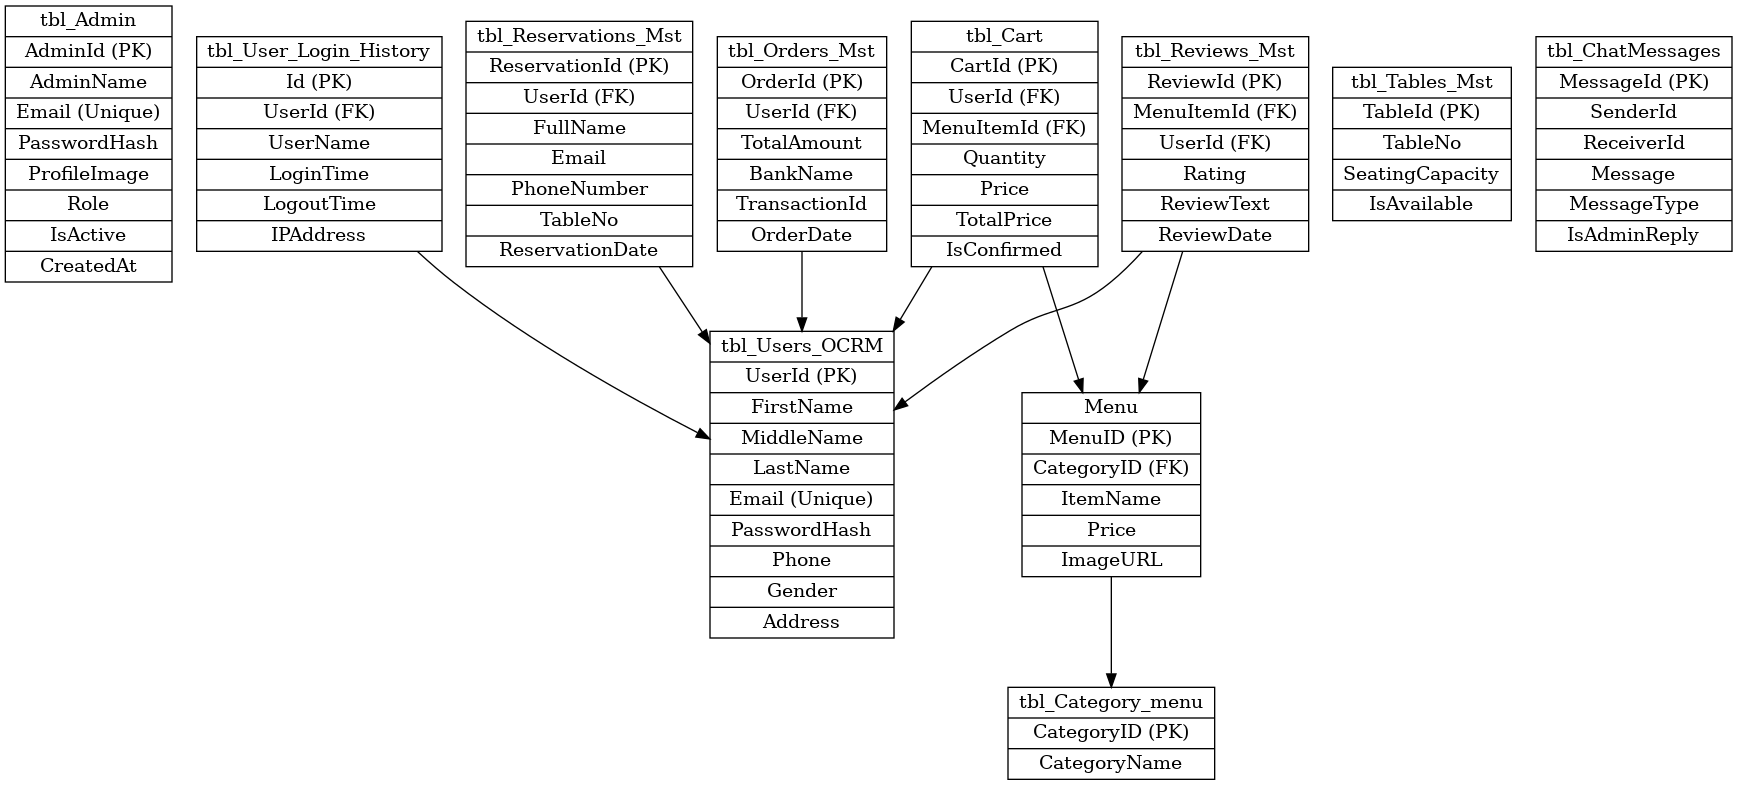 tbl_Admin
AdminId (PK)
AdminName
Email (Unique)
PasswordHash
ProfileImage
Role
IsActive
CreatedAt
tbl_User_Login_History
Id (PK)
UserId (FK)
UserName
LoginTime
LogoutTime
IPAddress
tbl_Reservations_Mst
ReservationId (PK)
UserId (FK)
FullName
Email
PhoneNumber
TableNo
ReservationDate
tbl_Orders_Mst
OrderId (PK)
UserId (FK)
TotalAmount
BankName
TransactionId
OrderDate
tbl_Cart
CartId (PK)
UserId (FK)
MenuItemId (FK)
Quantity
Price
TotalPrice
IsConfirmed
tbl_Reviews_Mst
ReviewId (PK)
MenuItemId (FK)
UserId (FK)
Rating
ReviewText
ReviewDate
tbl_Tables_Mst
TableId (PK)
TableNo
SeatingCapacity
IsAvailable
tbl_ChatMessages
MessageId (PK)
SenderId
ReceiverId
Message
MessageType
IsAdminReply
tbl_Users_OCRM
UserId (PK)
FirstName
MiddleName
LastName
Email (Unique)
PasswordHash
Phone
Gender
Address
Menu
MenuID (PK)
CategoryID (FK)
ItemName
Price
ImageURL
tbl_Category_menu
CategoryID (PK)
CategoryName